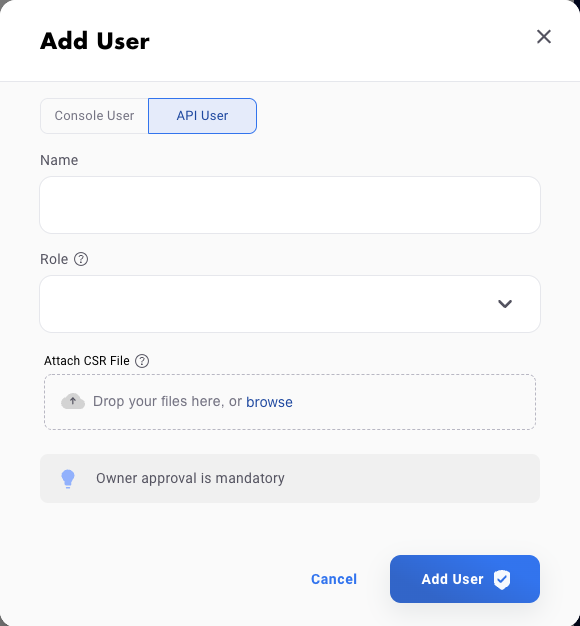 Add User
Console User
API User
Name
Role ?
Attach CSR File ?
Drop your files here, or browse
Owner approval is mandatory
Cancel
Add User